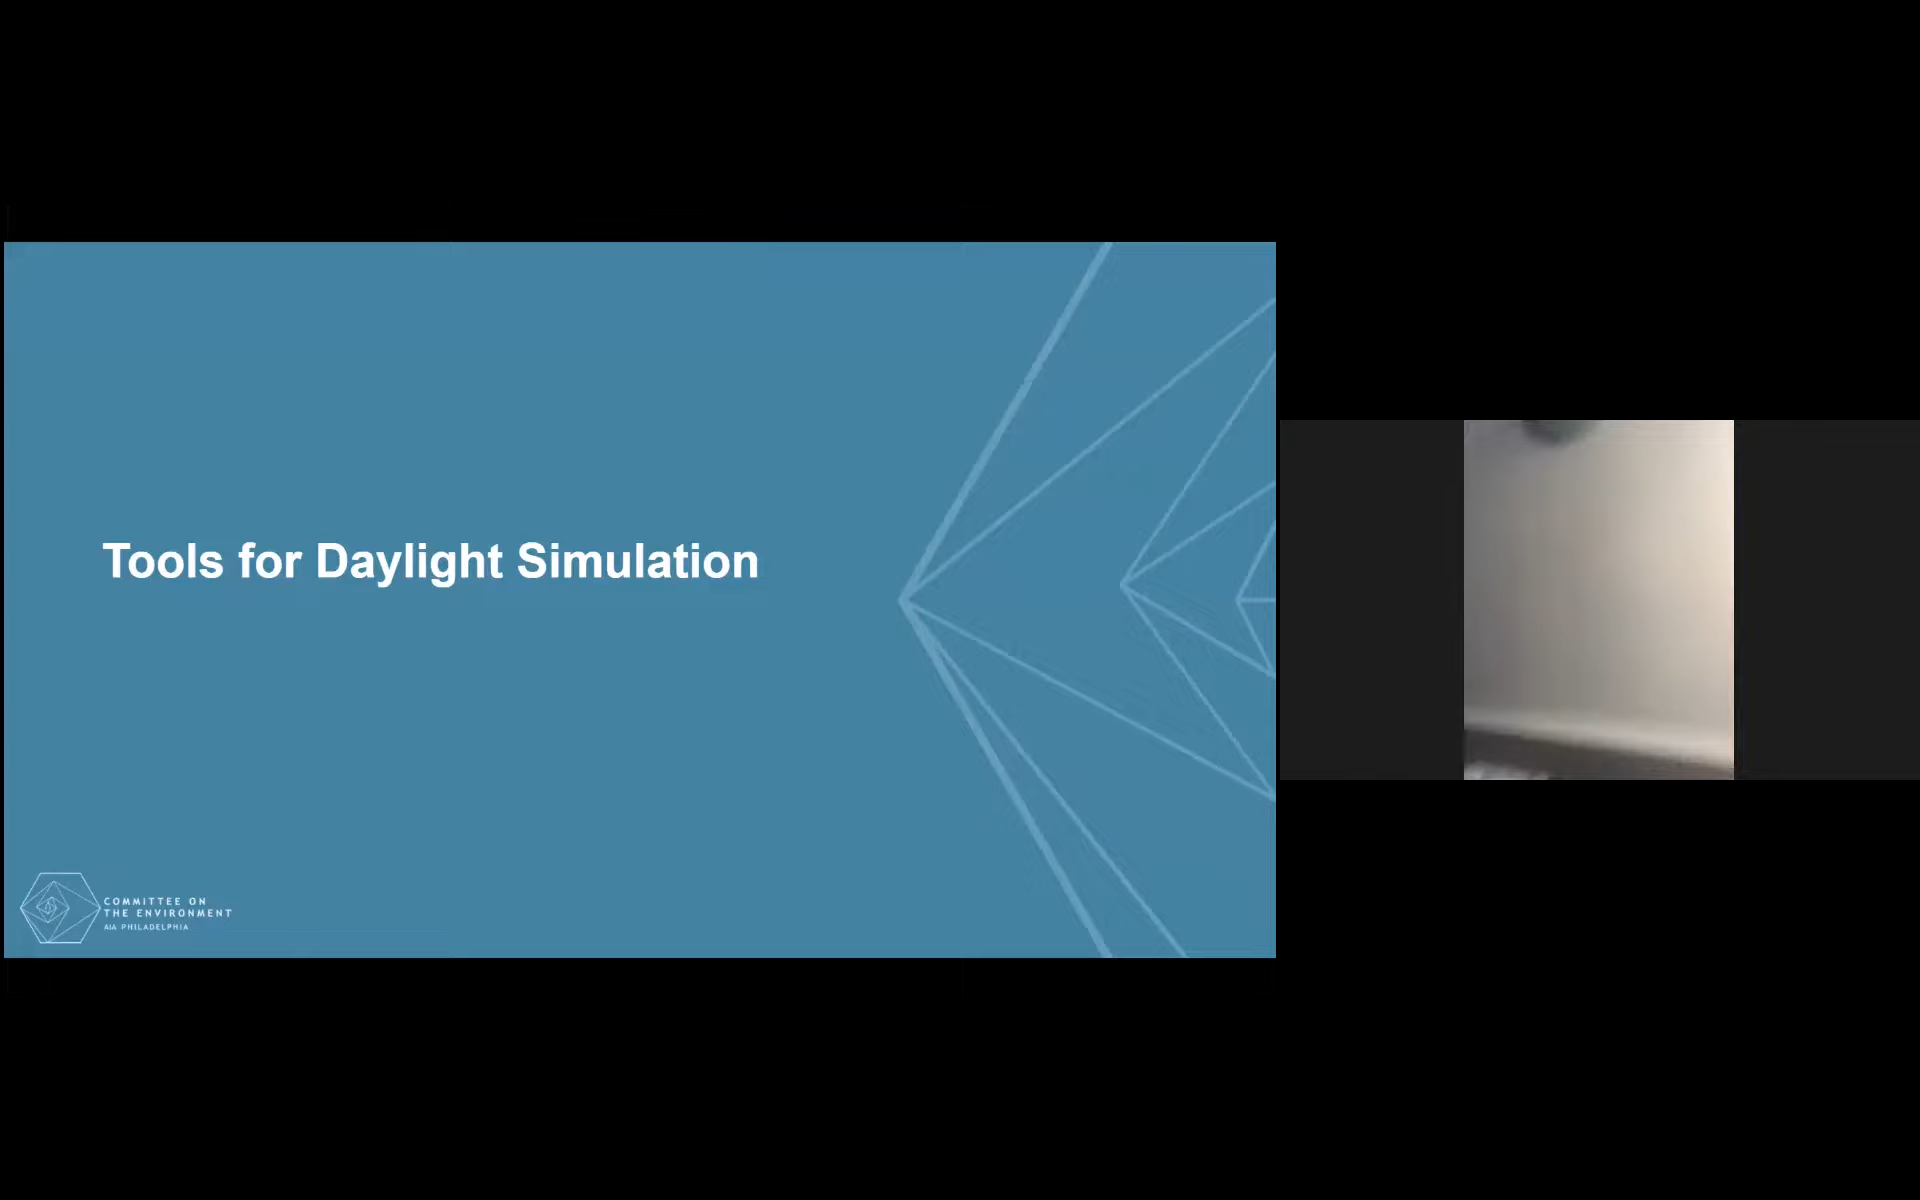 Tools for Daylight Simulation
COMMITTEE ON
THE ENVIRONMENT
AIA PHILADELPHIA